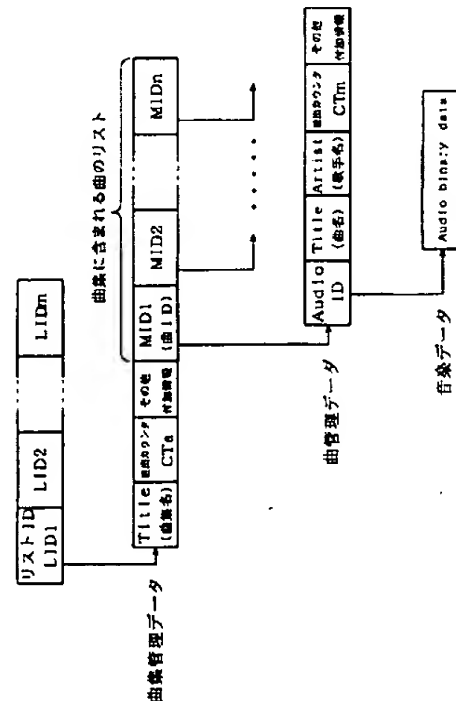 リストID
LID1
LID2
LIDm
曲集に含まれる曲のリスト
Title
(曲集名)
カウンタ
CTa
その他
付加情報
MID1
(曲ID)
MID2
MIDn
曲集管理データ
Audio
ID
Title
(曲名)
Artist
(歌手名)
カウンタ
CTm
その他
付加情報
曲管理データ
Audio binary data
音楽データ